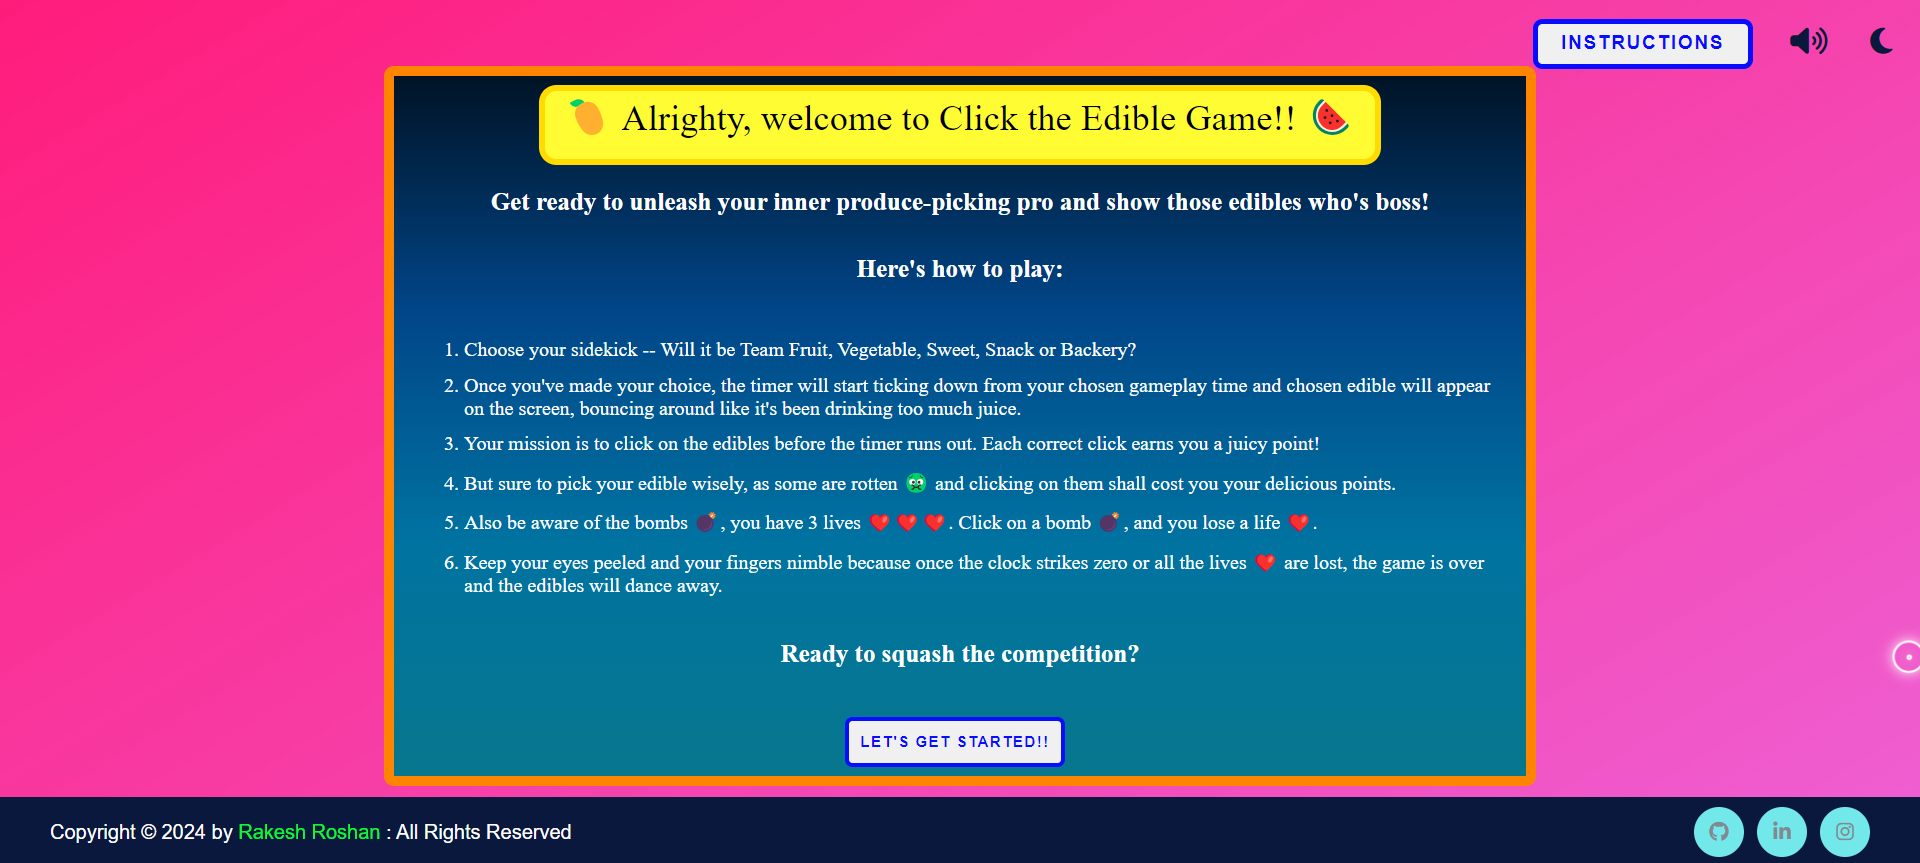 INSTRUCTIONS
Alrighty, welcome to Click the Edible Game!!
Get ready to unleash your inner produce-picking pro and show those edibles who's boss!
Here's how to play:
1. Choose your sidekick -- Will it be Team Fruit, Vegetable, Sweet, Snack or Backery?
2. Once you've made your choice, the timer will start ticking down from your chosen gameplay time and chosen edible will appear
on the screen, bouncing around like it's been drinking too much juice.
3. Your mission is to click on the edibles before the timer runs out. Each correct click earns you a juicy point!
4. But sure to pick your edible wisely, as some are rotten and clicking on them shall cost you your delicious points.
5. Also be aware of the bombs , you have 3 lives . Click on a bomb , and you lose a life .
6. Keep your eyes peeled and your fingers nimble because once the clock strikes zero or all the lives are lost, the game is over
and the edibles will dance away.
Ready to squash the competition?
LET'S GET STARTED!!
Copyright © 2024 by Rakesh Roshan : All Rights Reserved